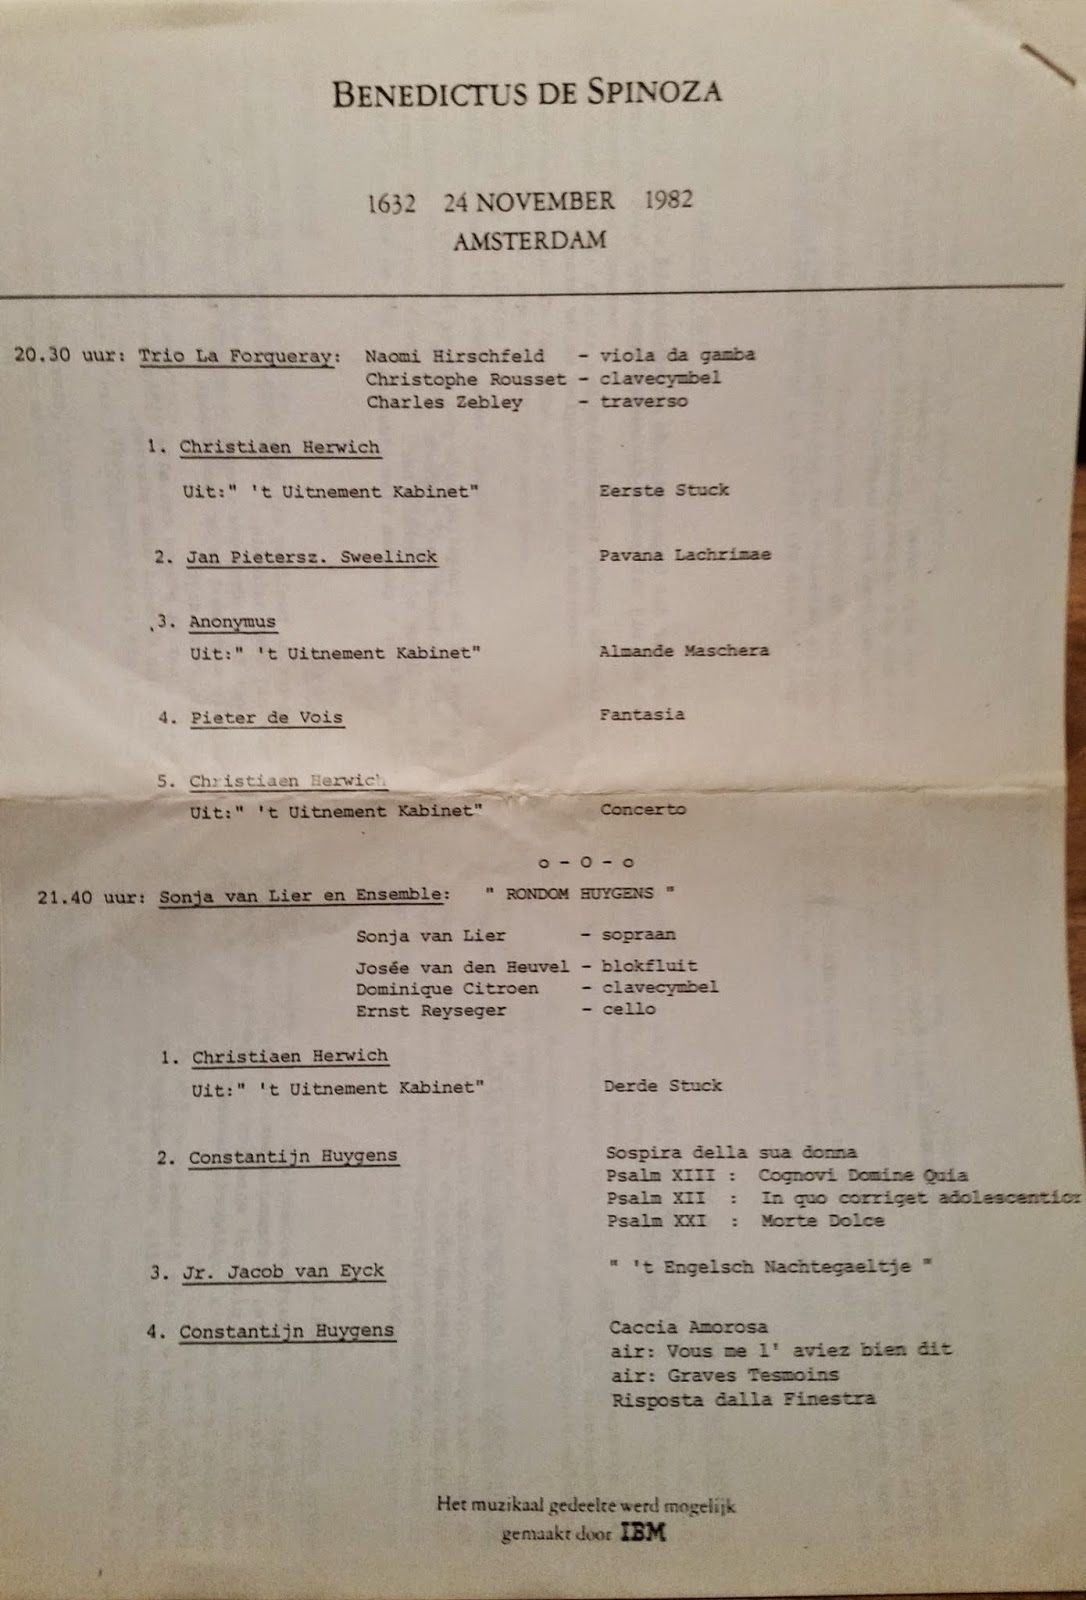 BENEDICTUS DE SPINOZA
1632 24 NOVEMBER 1982
AMSTERDAM
20.30 uur: Trio La Forqueray: Naomi Hirschfeld - viola da gamba
Christophe Rousset - clavecymbel
Charles Zebley - traverso
1. Christiaen Herwich
Uit:" 't Uitnement Kabinet" Eerste Stuck
2. Jan Pietersz. Sweelinck Pavana Lachrimae
3. Anonymus
Uit:" 't Uitnement Kabinet" Almande Maschera
4. Pieter de Vois Fantasia
5. Christiaen Herwich
Uit:" 't Uitnement Kabinet" Concerto
o - O - o
21.40 uur: Sonja van Lier en Ensemble: " RONDOM HUYGENS "
Sonja van Lier - sopraan
Josée van den Heuvel - blokfluit
Dominique Citroen - clavecymbel
Ernst Reyseger - cello
1. Christiaen Herwich
Uit:" 't Uitnement Kabinet" Derde Stuck
2. Constantijn Huygens Sospira della sua donna
Psalm XIII : Cognovi Domine Quia
Psalm XII : In quo corriget adolescentior
Psalm XXI : Morte Dolce
3. Jr. Jacob van Eyck " 't Engelsch Nachtegaeltje "
4. Constantijn Huygens Caccia Amorosa
air: Vous me l' aviez bien dit
air: Graves Tesmoins
Risposta dalla Finestra
Het muzikaal gedeelte werd mogelijk
gemaakt door IBM